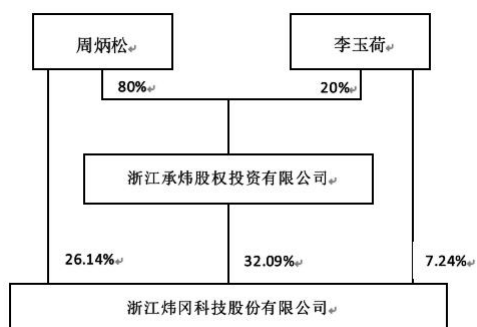 周炳松
李玉荷
80%
20%
浙江承炜股权投资有限公司
26.14%
32.09%
7.24%
浙江炜冈科技股份有限公司